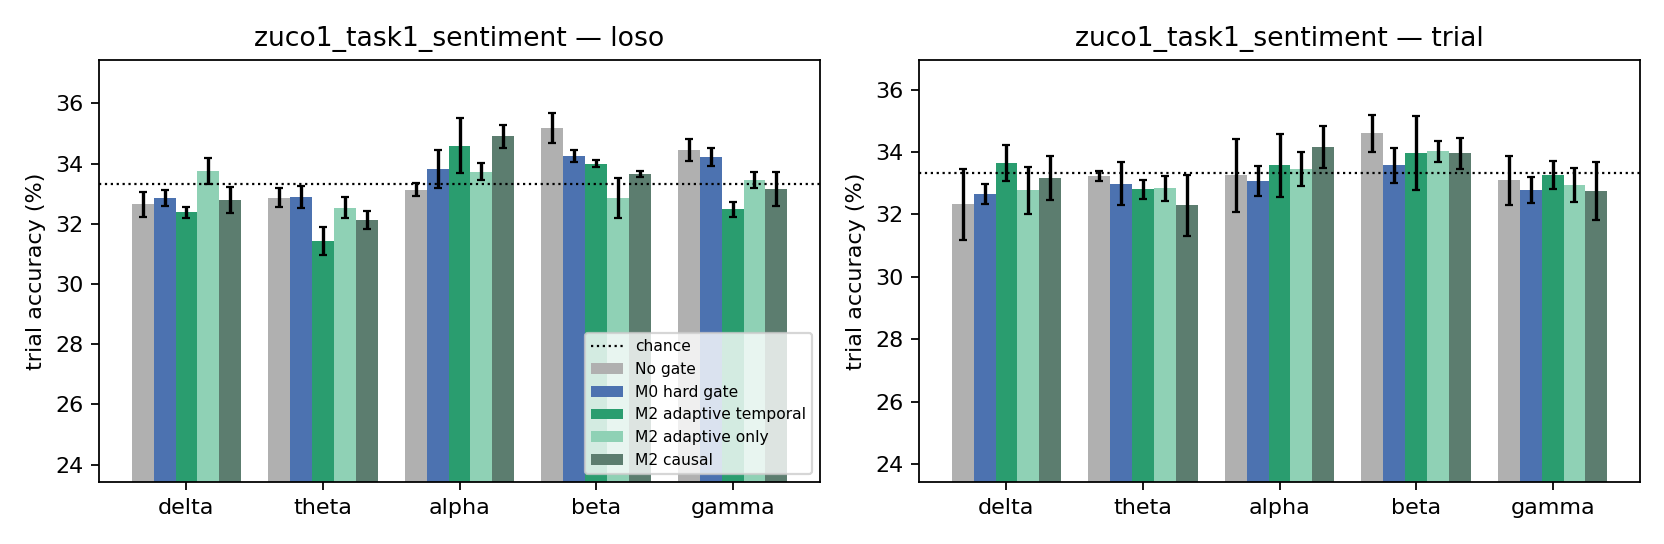 zuco1_task1_sentiment — loso
trial accuracy (%)
36
34
32
30
28
26
24
delta
theta
alpha
beta
gamma
chance
No gate
M0 hard gate
M2 adaptive temporal
M2 adaptive only
M2 causal
zuco1_task1_sentiment — trial
trial accuracy (%)
36
34
32
30
28
26
24
delta
theta
alpha
beta
gamma